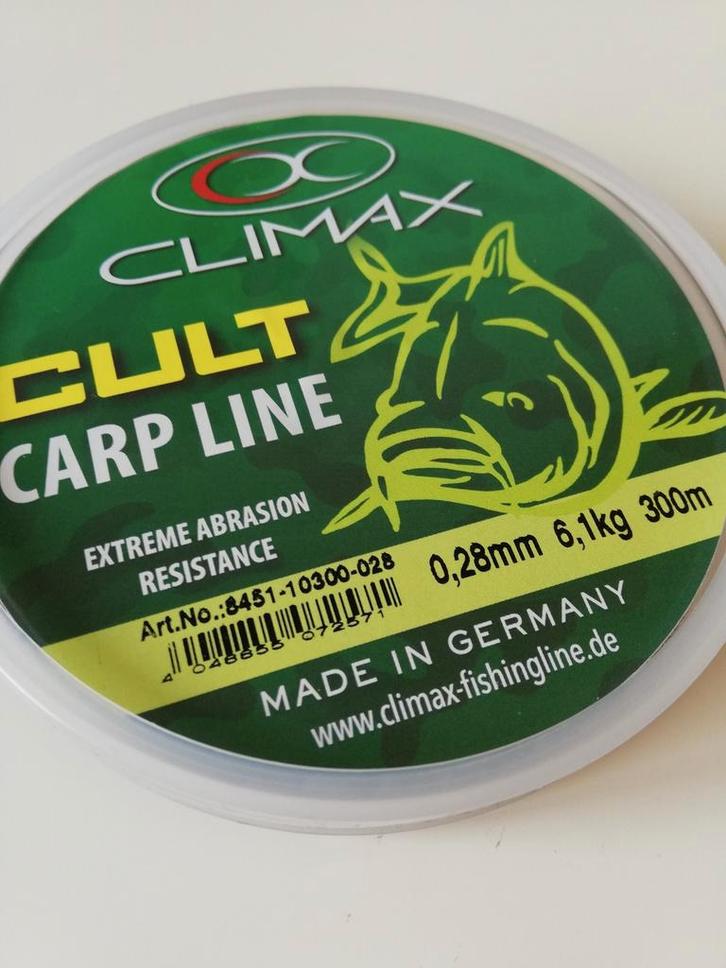 CLIMAX
CULT
CARP LINE
EXTREME ABRASION
RESISTANCE
Art.No.:8451-10300-028
4 048855 072571
0,28mm 6,1kg 300m
MADE IN GERMANY
www.climax-fishingline.de